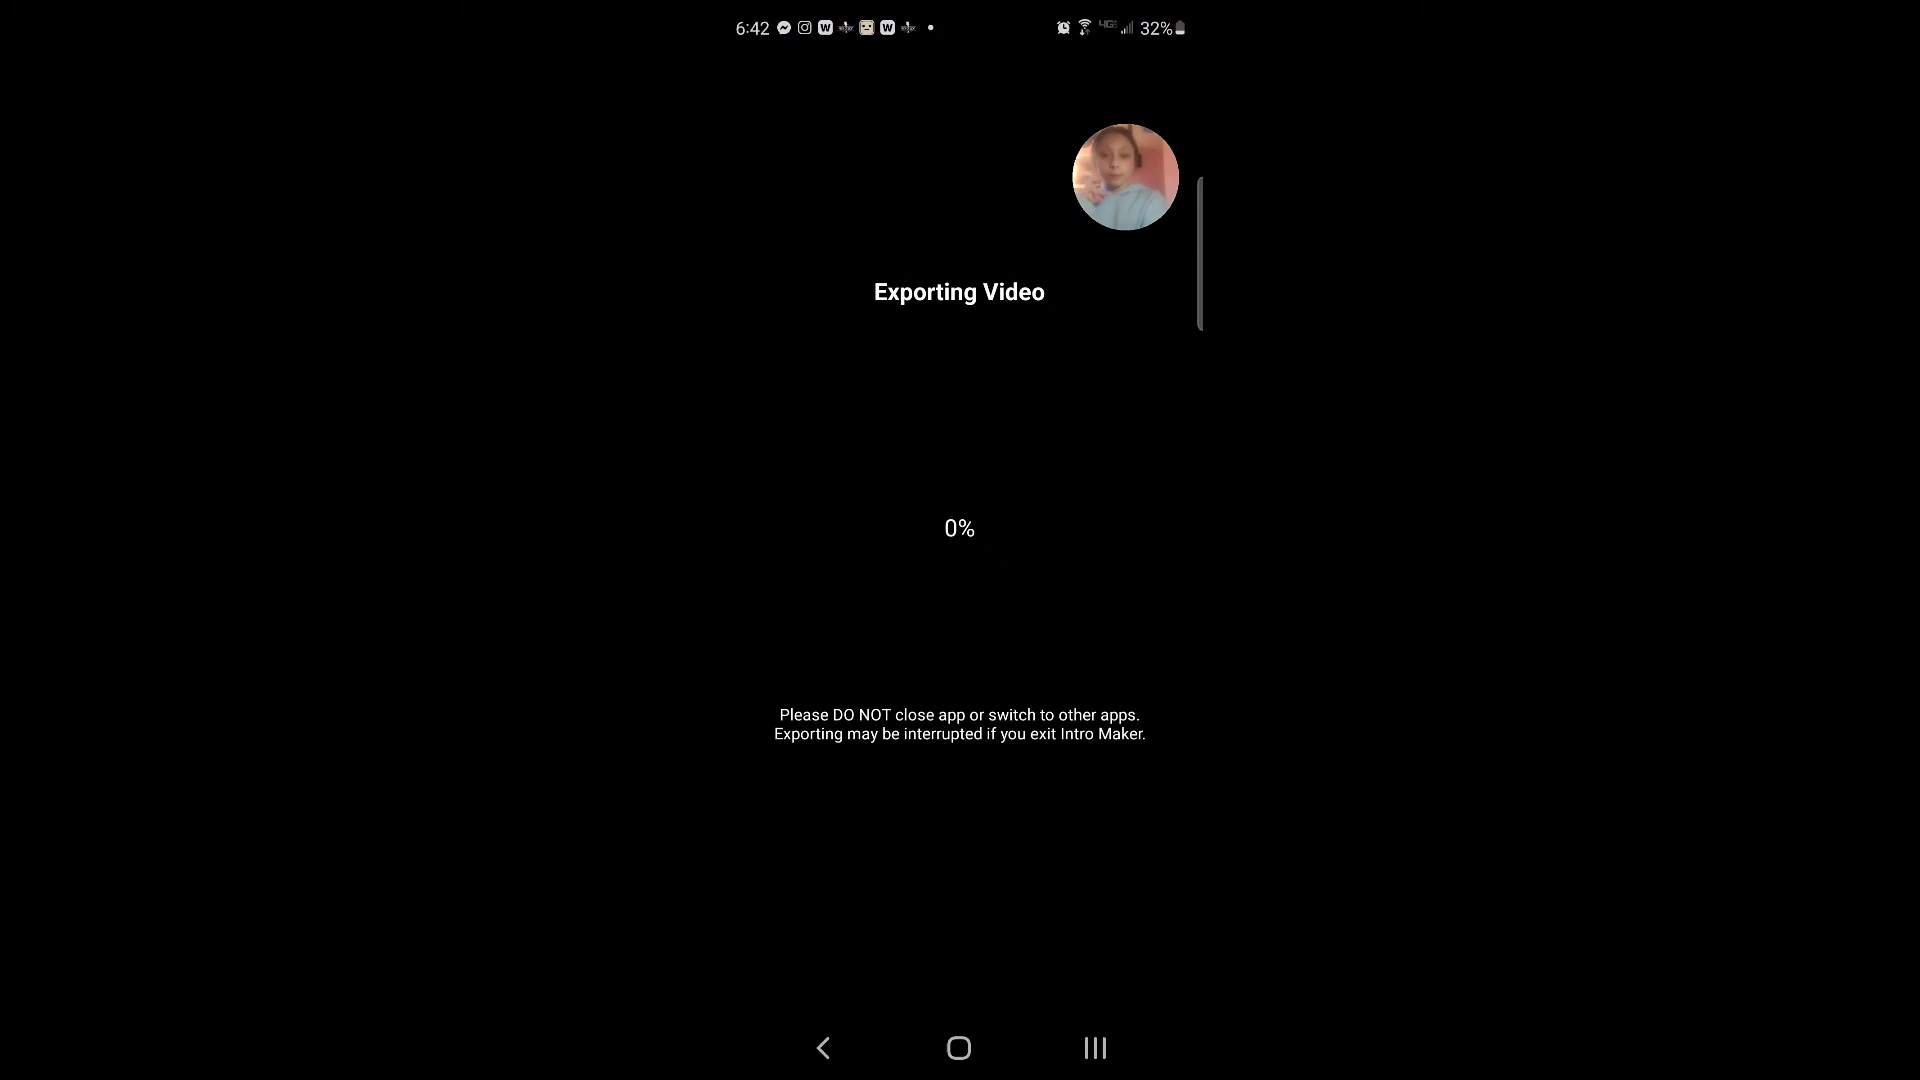 6:42
4GE 32%
Exporting Video
0%
Please DO NOT close app or switch to other apps.
Exporting may be interrupted if you exit Intro Maker.